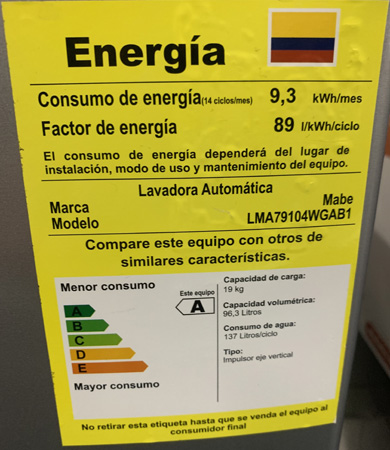 Energía
Consumo de energía(14 ciclos/mes) 9,3 kWh/mes
Factor de energía 89 l/kWh/ciclo
El consumo de energía dependerá del lugar de
instalación, modo de uso y mantenimiento del equipo.
Lavadora Automática
Marca Mabe
Modelo LMA79104WGAB1
Compare este equipo con otros de
similares características.
Menor consumo
Este equipo
A
A
B
C
D
E
Mayor consumo
Capacidad de carga:
19 kg
Capacidad volumétrica:
96,3 Litros
Consumo de agua:
137 Litros/ciclo
Tipo:
Impulsor eje vertical
No retirar esta etiqueta hasta que se venda el equipo al
consumidor final